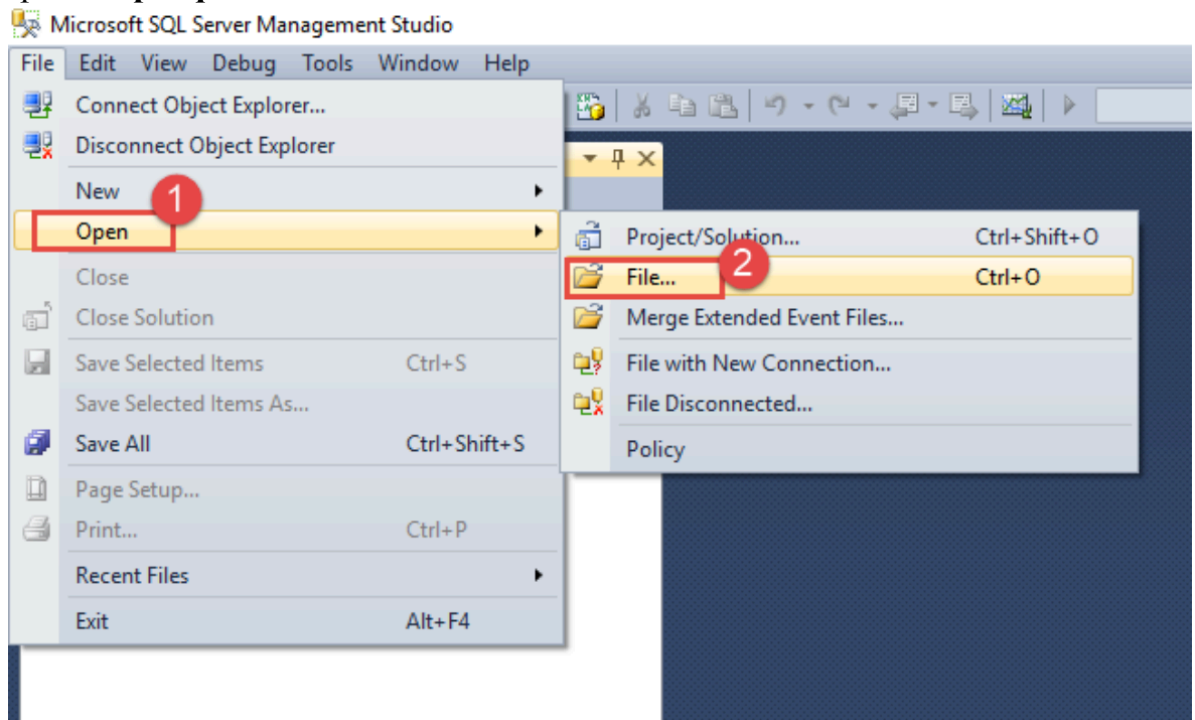 Microsoft SQL Server Management Studio
File Edit View Debug Tools Window Help
Connect Object Explorer...
Disconnect Object Explorer
New
1
Open
Project/Solution... Ctrl+Shift+O
2
Close
File... Ctrl+O
Close Solution
Merge Extended Event Files...
Save Selected Items Ctrl+S
File with New Connection...
Save Selected Items As...
File Disconnected...
Save All Ctrl+Shift+S
Policy
Page Setup...
Print... Ctrl+P
Recent Files
Exit Alt+F4